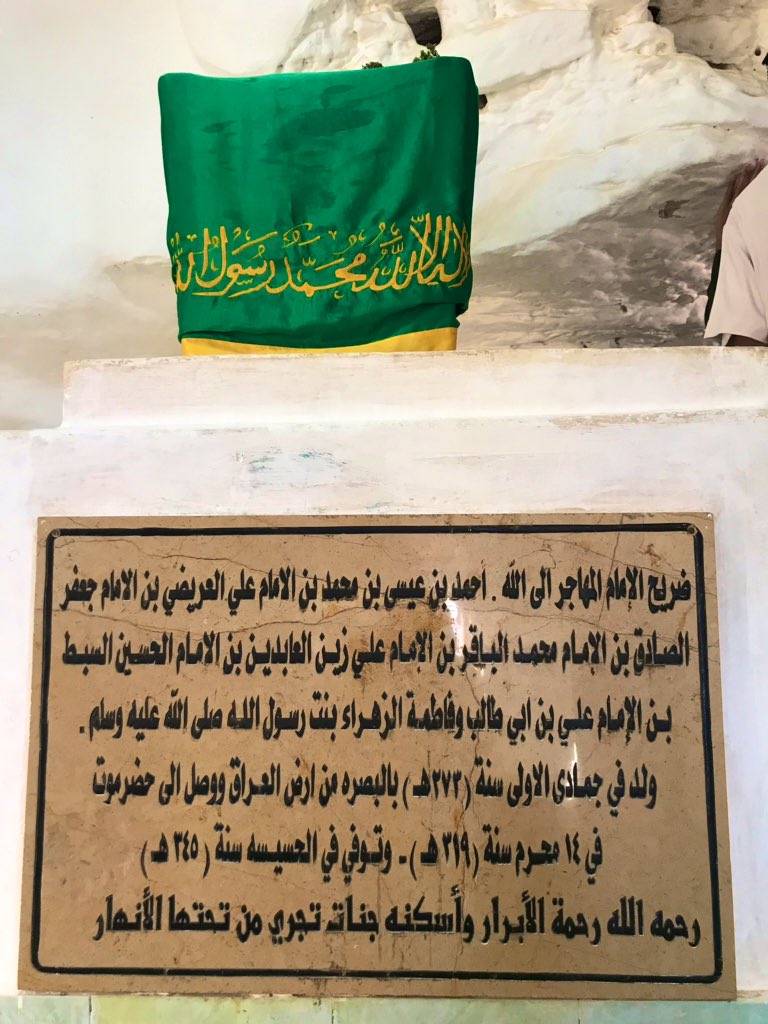 لا إله إلا الله محمد رسول الله
ضريح الإمام المهاجر الى الله . احمد بن عيسى بن محمد بن الامام علي العريضي بن الامام جعفر
الصادق بن الإمام محمد الباقر بن الإمام علي زين العابدين بن الامام الحسين السبط
بن الإمام علي بن ابي طالب وفاطمة الزهراء بنت رسول الله صلى الله عليه وسلم .
ولد في جمادى الاولى سنة ( ٢٧٣هـ ) بالبصره من ارض العراق ووصل الى حضرموت
في ١٤ محرم سنة ( ٣١٩ هـ ) - وتوفي في الحسيسه سنة ( ٣٤٥ هـ )
رحمه الله رحمة الأبرار وأسكنه جنات تجري من تحتها الأنهار